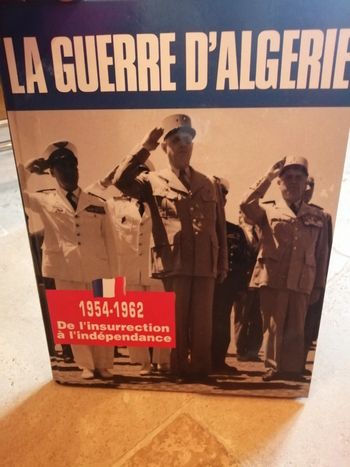 LA GUERRE D'ALGERIE
1954-1962
De l'insurrection
à l'indépendance